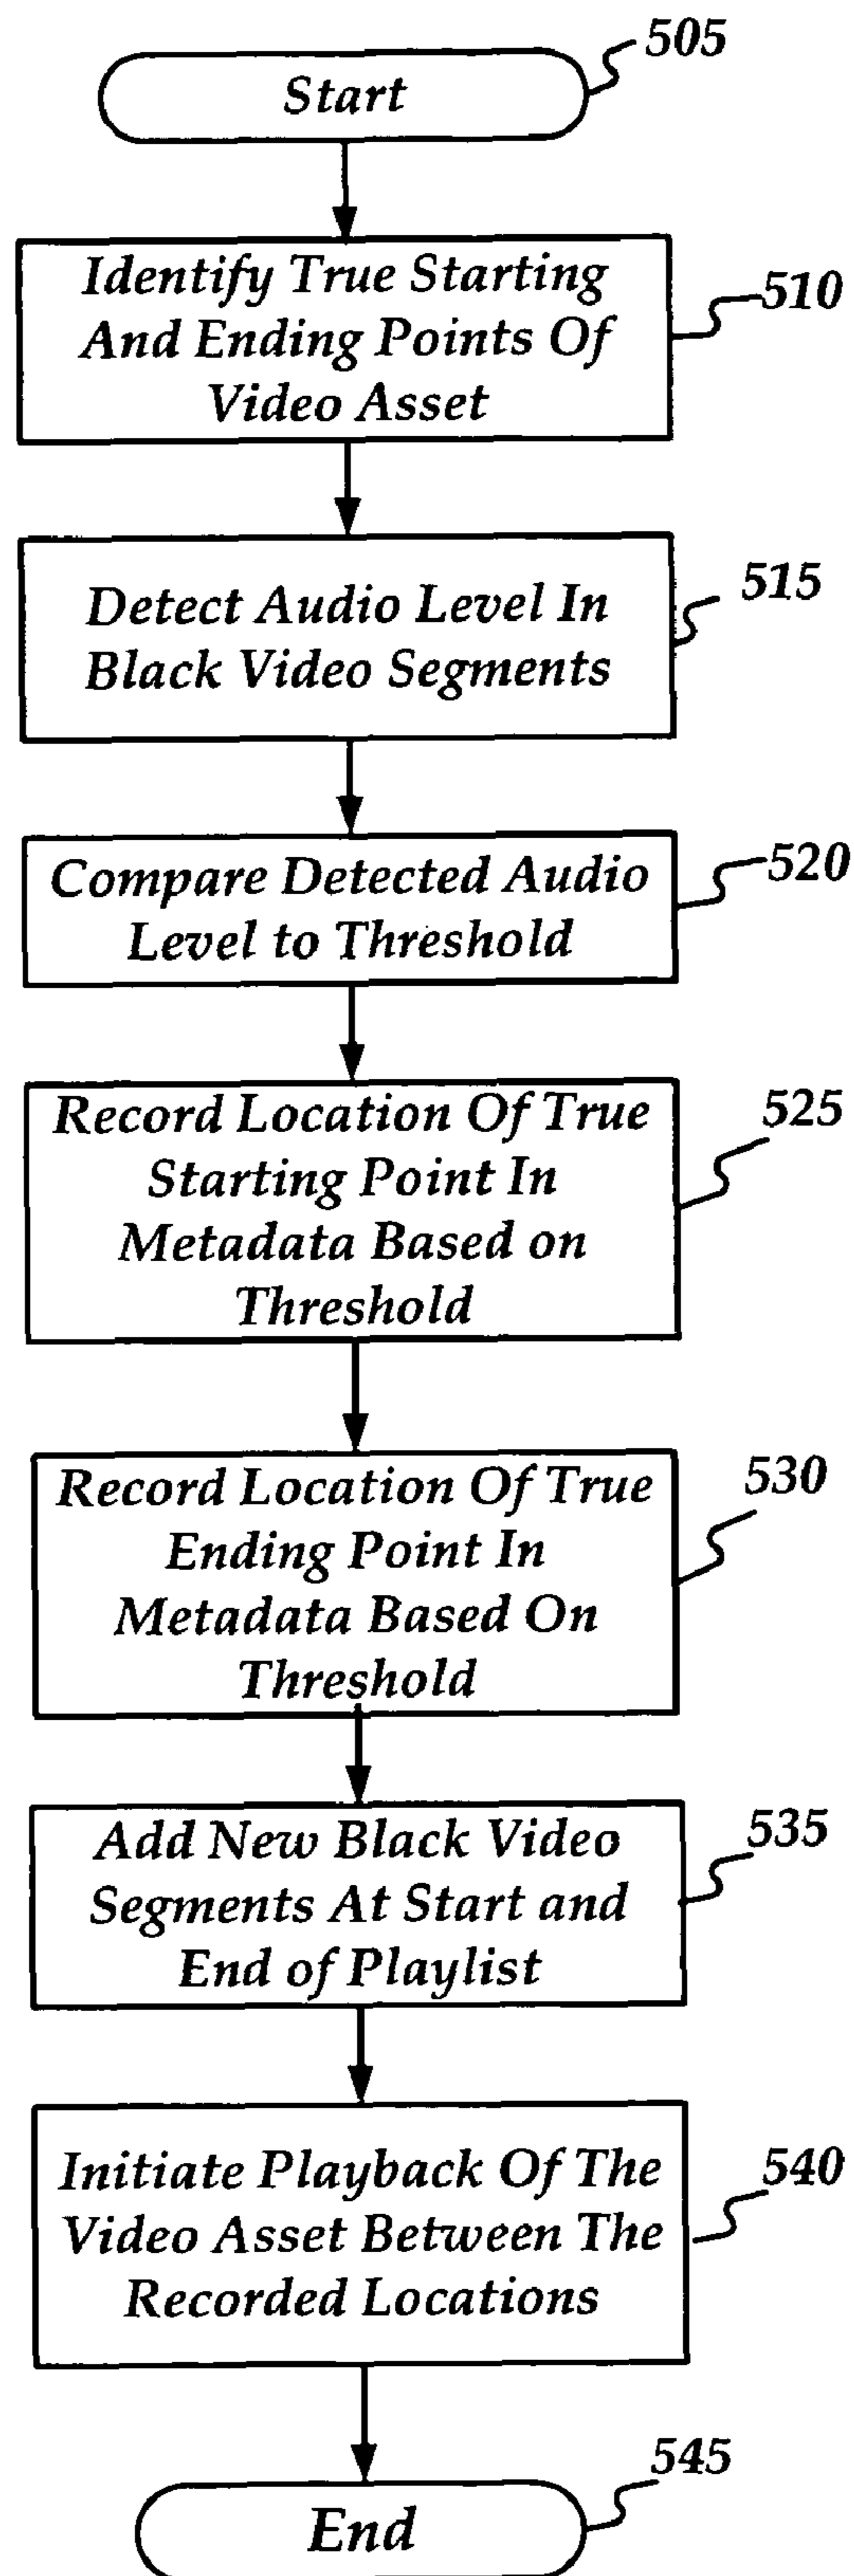 505
Start
Identify True Starting
And Ending Points Of
Video Asset
510
Detect Audio Level In
Black Video Segments
515
Compare Detected Audio
Level to Threshold
520
Record Location Of True
Starting Point In
Metadata Based on
Threshold
525
Record Location Of True
Ending Point In
Metadata Based On
Threshold
530
Add New Black Video
Segments At Start and
End of Playlist
535
Initiate Playback Of The
Video Asset Between The
Recorded Locations
540
545
End